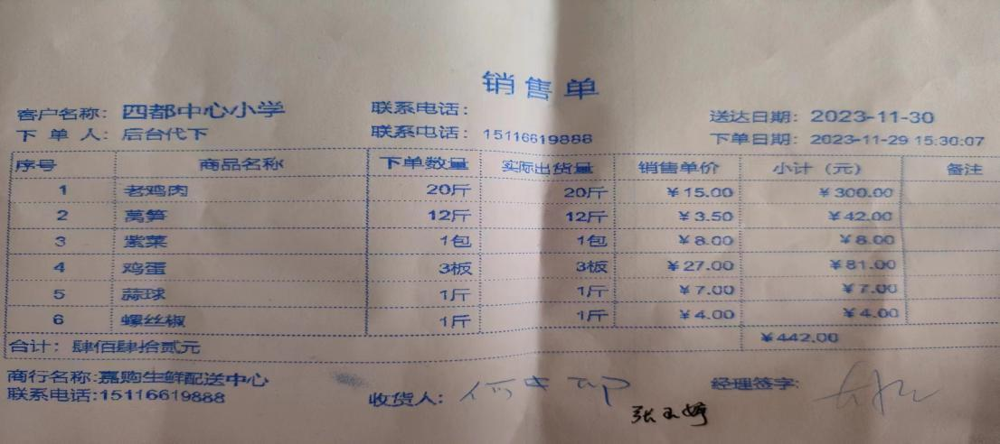 销售单
客户名称: 四都中心小学 联系电话: 送达日期: 2023-11-30
下 单 人: 后台代下 联系电话: 15116619888 下单日期: 2023-11-29 15:30:07
序号 商品名称 下单数量 实际出货量 销售单价 小计（元） 备注
1 老鸡肉 20斤 20斤 ¥15.00 ¥300.00
2 莴笋 12斤 12斤 ¥3.50 ¥42.00
3 紫菜 1包 1包 ¥8.00 ¥8.00
4 鸡蛋 3板 3板 ¥27.00 ¥81.00
5 蒜球 1斤 1斤 ¥7.00 ¥7.00
6 螺丝椒 1斤 1斤 ¥4.00 ¥4.00
合计: 肆佰肆拾贰元 ¥442.00
商行名称:嘉购生鲜配送中心
联系电话:15116619888 收货人: 经理签字:
张玉婷